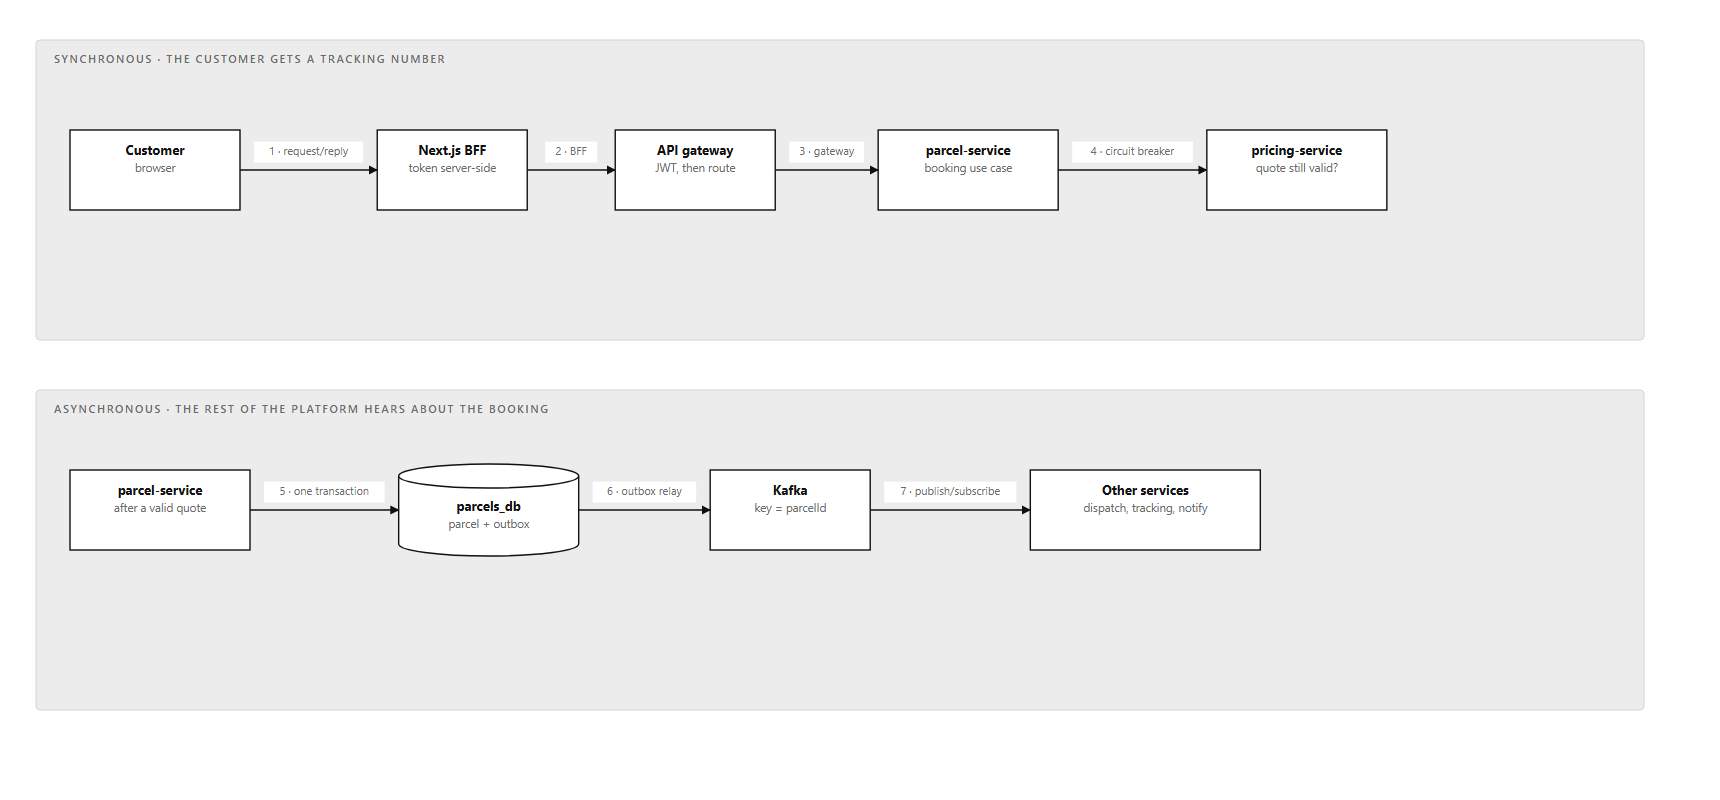 SYNCHRONOUS · THE CUSTOMER GETS A TRACKING NUMBER
Customer
browser
1 · request/reply
Next.js BFF
token server-side
2 · BFF
API gateway
JWT, then route
3 · gateway
parcel-service
booking use case
4 · circuit breaker
pricing-service
quote still valid?
ASYNCHRONOUS · THE REST OF THE PLATFORM HEARS ABOUT THE BOOKING
parcel-service
after a valid quote
5 · one transaction
parcels_db
parcel + outbox
6 · outbox relay
Kafka
key = parcelId
7 · publish/subscribe
Other services
dispatch, tracking, notify